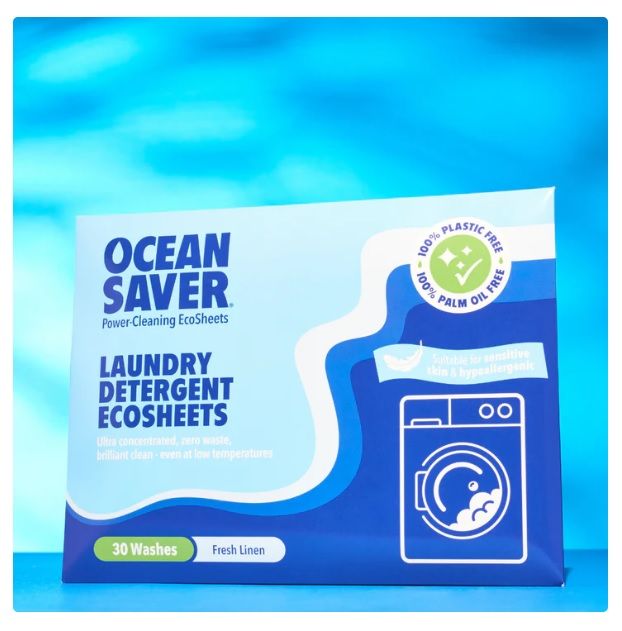 OCEAN
SAVER®
Power-Cleaning EcoSheets
LAUNDRY
DETERGENT
ECOSHEETS
Ultra concentrated, zero waste,
brilliant clean - even at low temperatures
30 Washes
Fresh Linen
100% PLASTIC FREE
100% PALM OIL FREE
Suitable for sensitive
skin & hypoallergenic